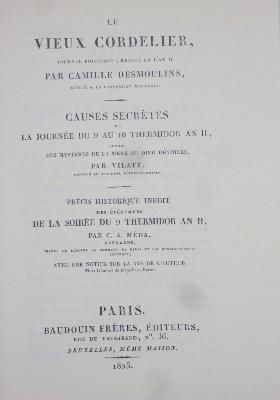 LE
VIEUX CORDELIER,
JOURNAL POLITIQUE, RÉDIGÉ EN L'AN II
PAR CAMILLE DESMOULINS,
DÉPUTÉ A LA CONVENTION NATIONALE.
CAUSES SECRÈTES
DE
LA JOURNÉE DU 9 AU 10 THERMIDOR AN II,
SUIVIES
DES MYSTÈRES DE LA MÈRE DE DIEU DÉVOILÉS,
PAR VILATE,
PRÉCIS HISTORIQUE INÉDIT
DES ÉVÉNEMENS
DE LA SOIRÉE DU 9 THERMIDOR AN II,
PAR C. A. MÉDA,
GENDARME,
AVEC UNE NOTICE SUR LA VIE DE L'AUTEUR
PARIS.
BAUDOUIN FRÈRES, ÉDITEURS,
RUE DE VAUGIRARD, N°. 36.
BRUXELLES, MÊME MAISON.
1825.